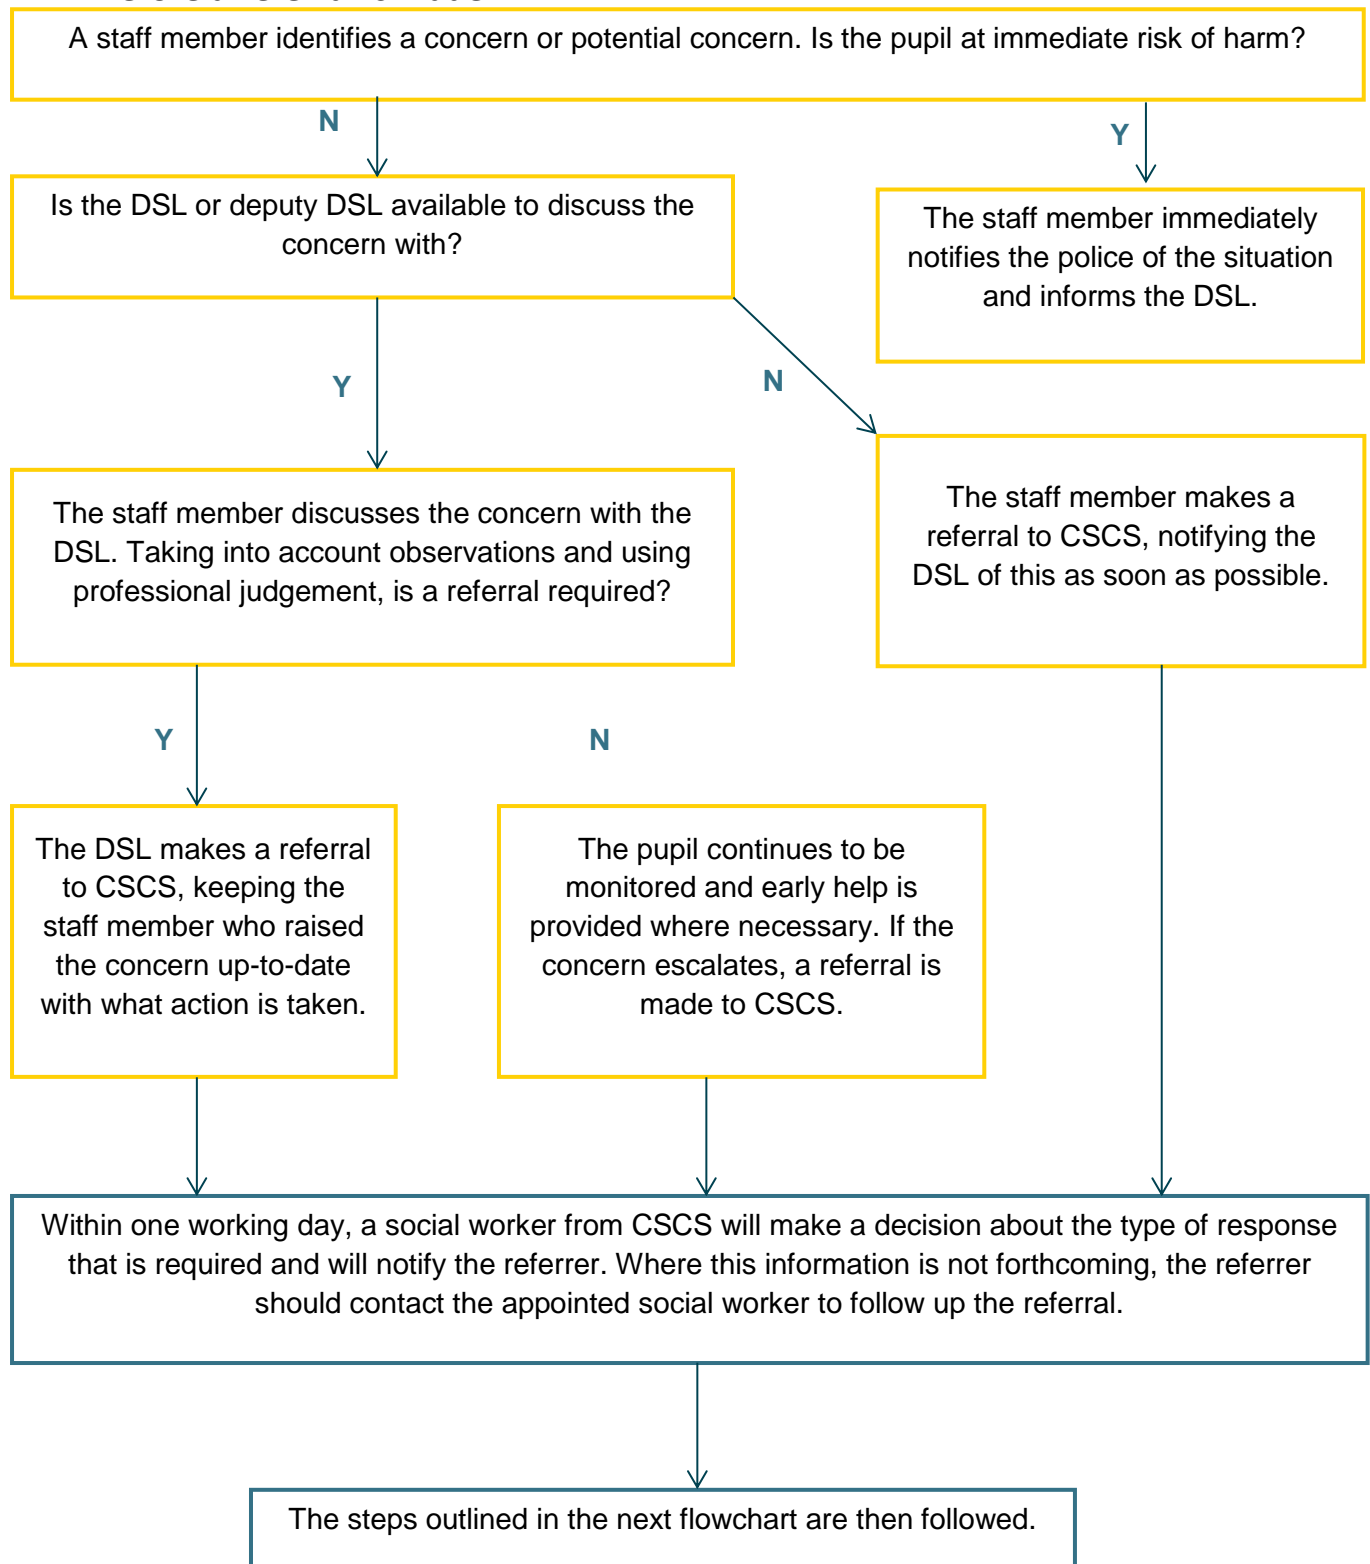 A staff member identifies a concern or potential concern. Is the pupil at immediate risk of harm?
N
Y
Is the DSL or deputy DSL available to discuss the
concern with?
The staff member immediately
notifies the police of the situation
and informs the DSL.
Y
N
The staff member discusses the concern with the
DSL. Taking into account observations and using
professional judgement, is a referral required?
The staff member makes a
referral to CSCS, notifying the
DSL of this as soon as possible.
Y
N
The DSL makes a referral
to CSCS, keeping the
staff member who raised
the concern up-to-date
with what action is taken.
The pupil continues to be
monitored and early help is
provided where necessary. If the
concern escalates, a referral is
made to CSCS.
Within one working day, a social worker from CSCS will make a decision about the type of response
that is required and will notify the referrer. Where this information is not forthcoming, the referrer
should contact the appointed social worker to follow up the referral.
The steps outlined in the next flowchart are then followed.